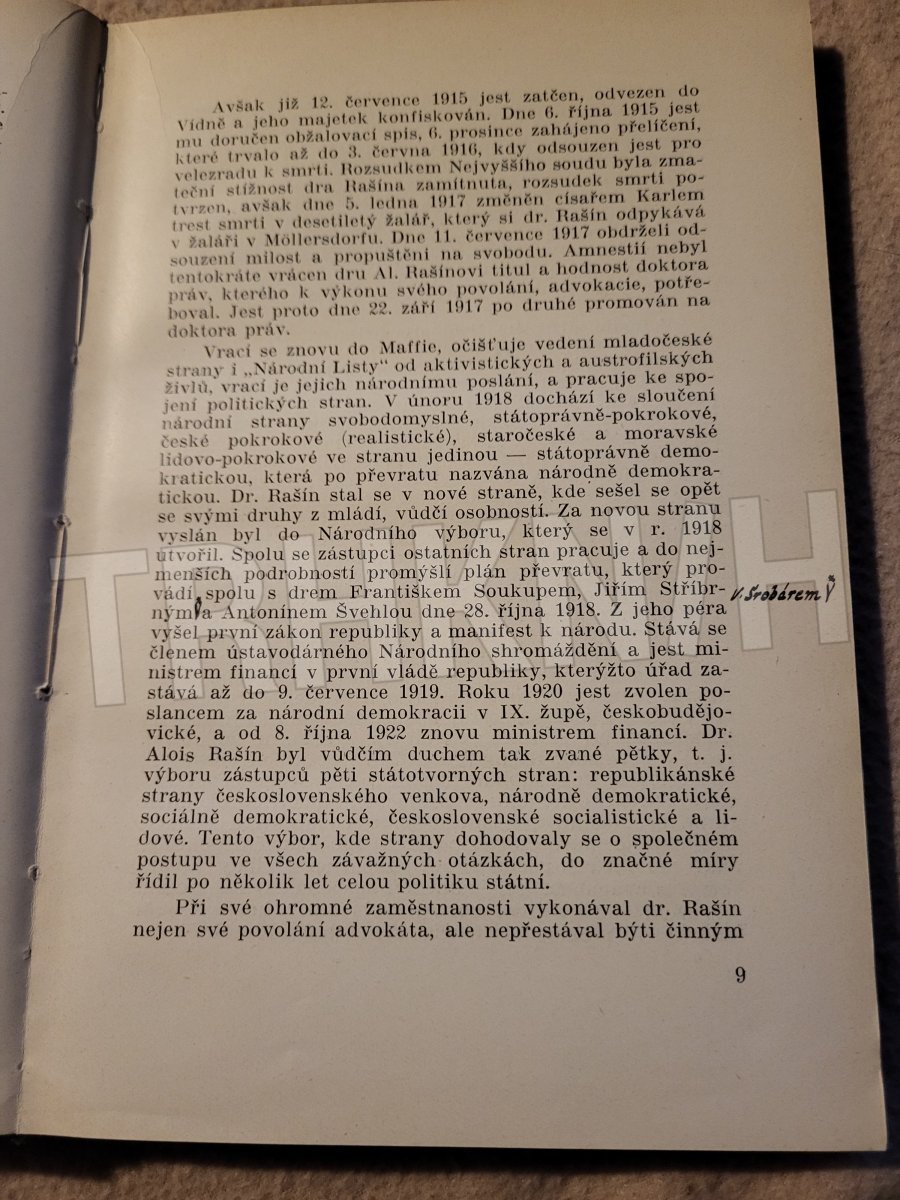 Avšak již 12. července 1915 jest zatčen, odvezen do
Vídně a jeho majetek konfiskován. Dne 6. října 1915 jest
mu doručen obžalovací spis, 6. prosince zahájeno přelíčení,
které trvalo až do 3. června 1916, kdy odsouzen jest pro
velezradu k smrti. Rozsudkem Nejvyššího soudu byla zma-
teční stížnost dra Rašína zamítnuta, rozsudek smrti po-
tvrzen, avšak dne 5. ledna 1917 změněn císařem Karlem
trest smrti v desetiletý žalář, který si dr. Rašín odpykává
v žaláři v Möllersdorfu. Dne 11. července 1917 obdrželi od-
souzení milost a propuštěni na svobodu. Amnestií nebyl
tentokráte vrácen dru Al. Rašínovi titul a hodnost doktora
práv, kterého k výkonu svého povolání, advokacie, potře-
boval. Jest proto dne 22. září 1917 po druhé promován na
doktora práv.
Vrací se znovu do Maffie, očišťuje vedení mladočeské
strany i „Národní Listy“ od aktivistických a austrofilských
živlů, vrací je jejich národnímu poslání, a pracuje ke spo-
jení politických stran. V únoru 1918 dochází ke sloučení
národní strany svobodomyslné, státoprávně-pokrokové,
české pokrokové (realistické), staročeské a moravské
lidovo-pokrokové ve stranu jedinou — státoprávně demo-
kratickou, která po převratu nazvána národně demokra-
tickou. Dr. Rašín stal se v nové straně, kde sešel se opět
se svými druhy z mládí, vůdčí osobností. Za novou stranu
vyslán byl do Národního výboru, který se v r. 1918
utvořil. Spolu se zástupci ostatních stran pracuje a do nej-
menších podrobností promýšlí plán převratu, který pro-
vádí spolu s drem Františkem Soukupem, Jiřím Stříbr-
V. Srobárem
ným a Antonínem Švehlou dne 28. října 1918. Z jeho péra
vyšel první zákon republiky a manifest k národu. Stává se
členem ústavodárného Národního shromáždění a jest mi-
nistrem financí v první vládě republiky, kterýžto úřad za-
stává až do 9. července 1919. Roku 1920 jest zvolen po-
slancem za národní demokracii v IX. župě, českobudějo-
vické, a od 8. října 1922 znovu ministrem financí. Dr.
Alois Rašín byl vůdčím duchem tak zvané pětky, t. j.
výboru zástupců pěti státotvorných stran: republikánské
strany československého venkova, národně demokratické,
sociálně demokratické, československé socialistické a li-
dové. Tento výbor, kde strany dohodovaly se o společném
postupu ve všech závažných otázkách, do značné míry
řídil po několik let celou politiku státní.
Při své ohromné zaměstnanosti vykonával dr. Rašín
nejen své povolání advokáta, ale nepřestával býti činným
9
TRHKNIH